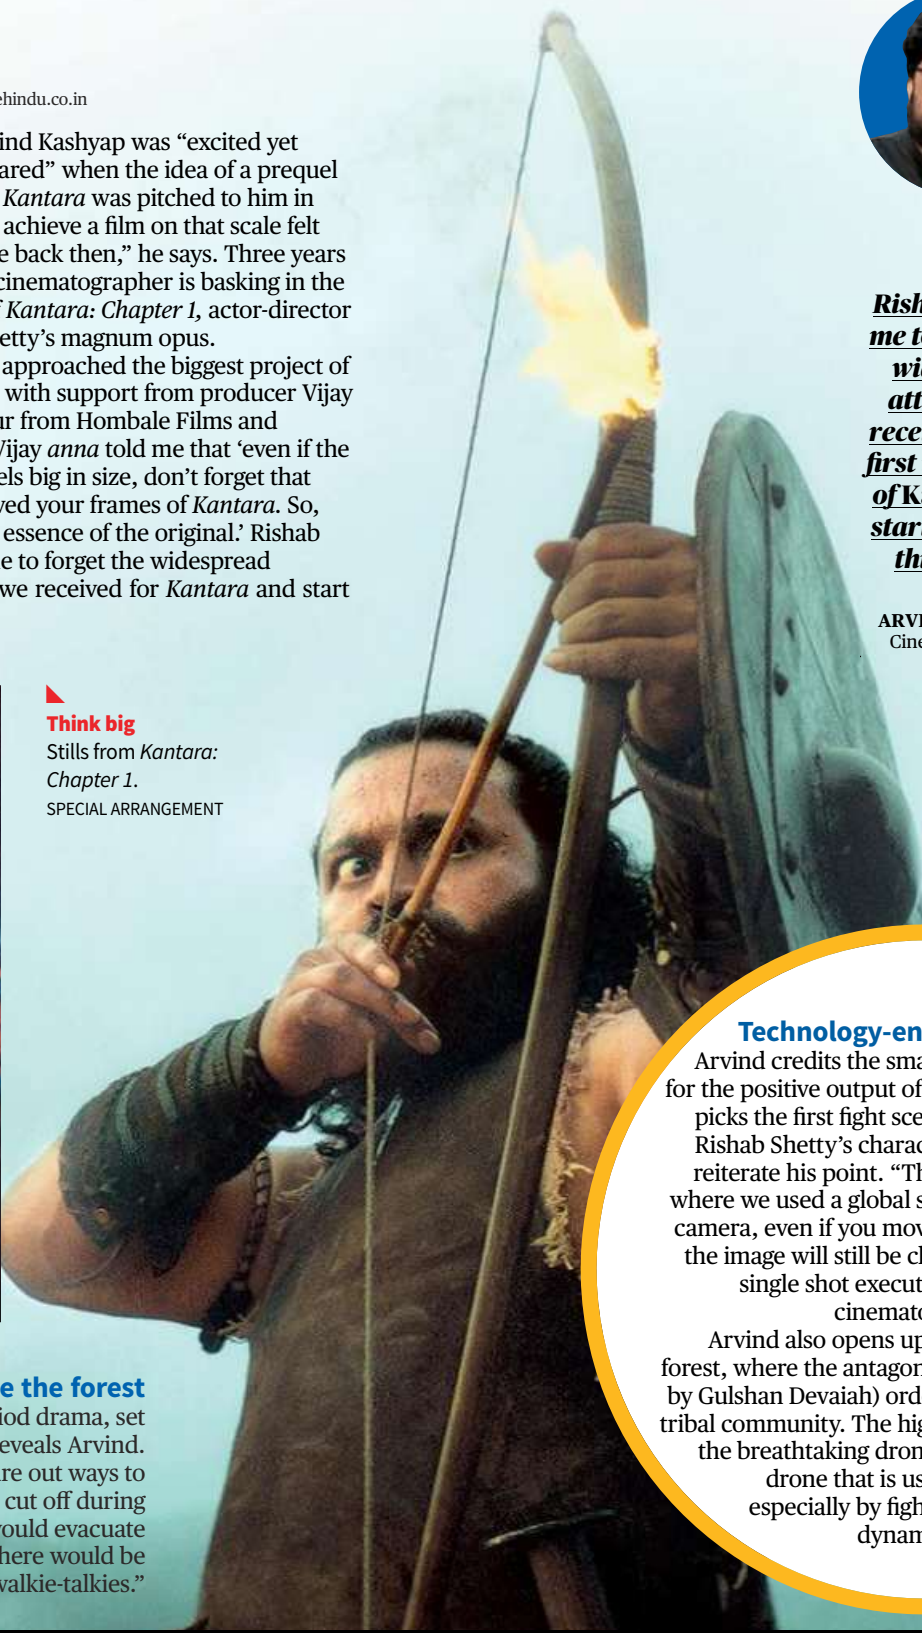 ehindu.co.in
ind Kashyap was “excited yet
ared” when the idea of a prequel
Kantara was pitched to him in
achieve a film on that scale felt
e back then,” he says. Three years
cinematographer is basking in the
f Kantara: Chapter 1, actor-director
etty’s magnum opus.
approached the biggest project of
with support from producer Vijay
ur from Hombale Films and
Vijay anna told me that ‘even if the
els big in size, don’t forget that
ved your frames of Kantara. So,
essence of the original.’ Rishab
e to forget the widespread
we received for Kantara and start
Think big
Stills from Kantara:
Chapter 1.
SPECIAL ARRANGEMENT
e the forest
iod drama, set
eveals Arvind.
re out ways to
cut off during
ould evacuate
here would be
valkie-talkies.”
Rish
me t
wi
att
rece
first
of K
star
th
ARVI
Cine
Technology-en
Arvind credits the sma
for the positive output of
picks the first fight sce
Rishab Shetty’s charac
reiterate his point. “Th
where we used a global s
camera, even if you mov
the image will still be cl
single shot execut
cinemato
Arvind also opens up
forest, where the antagon
by Gulshan Devaiah) ord
tribal community. The hig
the breathtaking dron
drone that is us
especially by figh
dynam